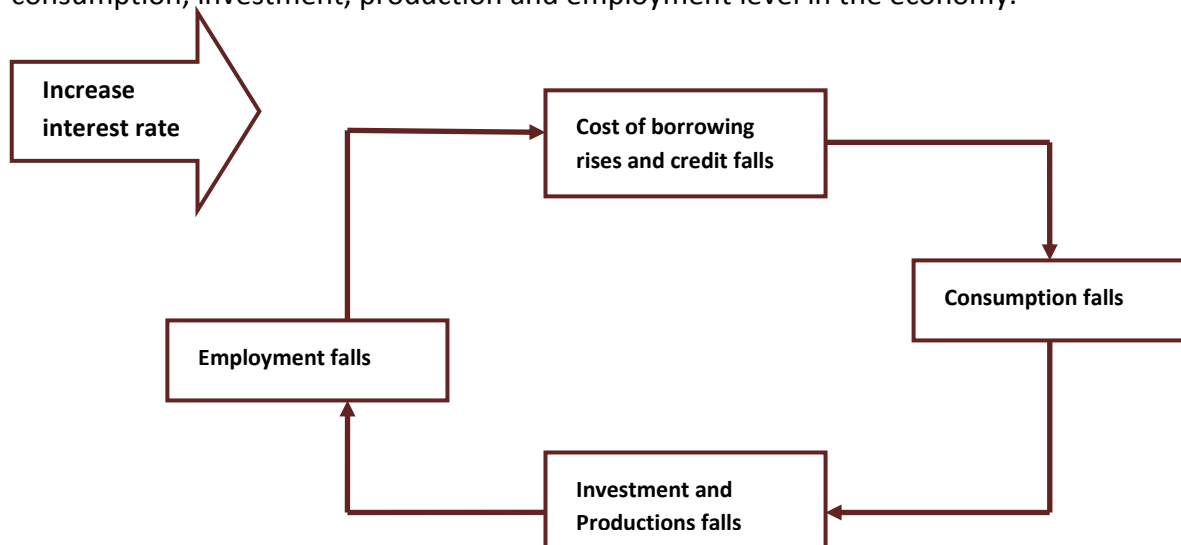 consumption, investment, production and employment level in the economy.
Increase
interest rate
Cost of borrowing
rises and credit falls
Consumption falls
Employment falls
Investment and
Productions falls